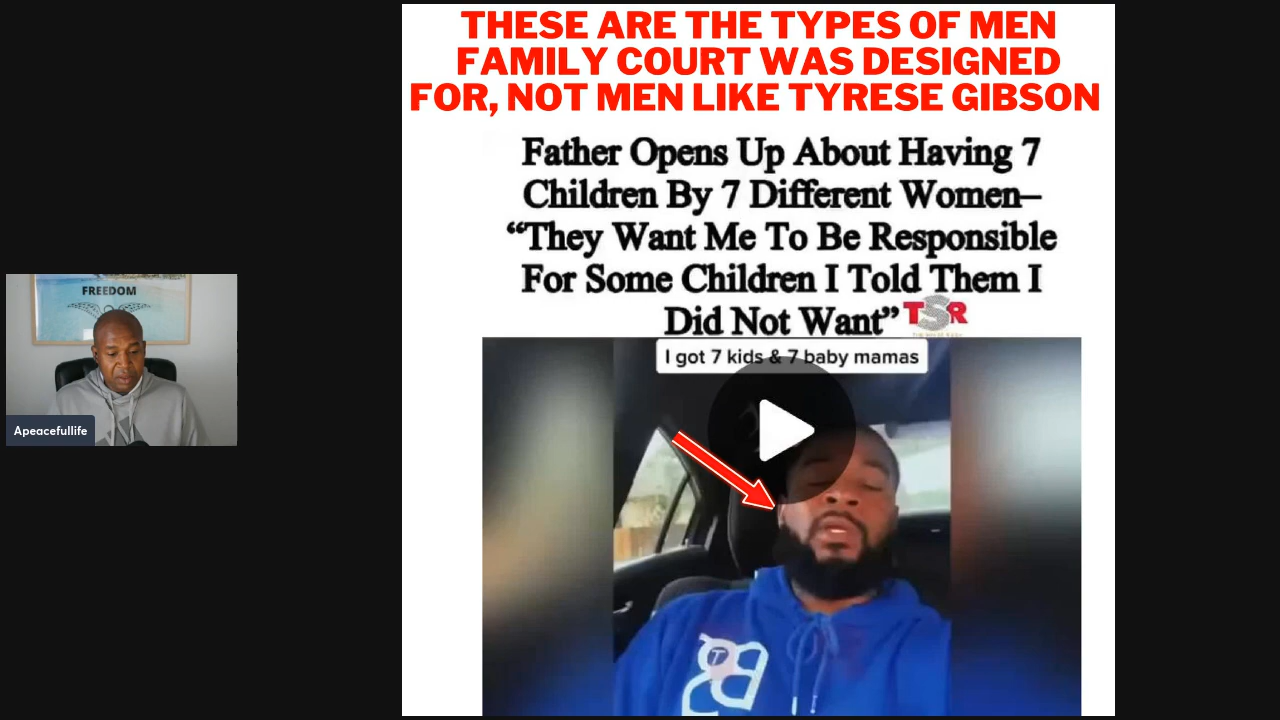 THESE ARE THE TYPES OF MEN
FAMILY COURT WAS DESIGNED
FOR, NOT MEN LIKE TYRESE GIBSON
Father Opens Up About Having 7
Children By 7 Different Women–
“They Want Me To Be Responsible
For Some Children I Told Them I
Did Not Want”
TSR
I got 7 kids & 7 baby mamas
FREEDOM
Apeacefullife
T